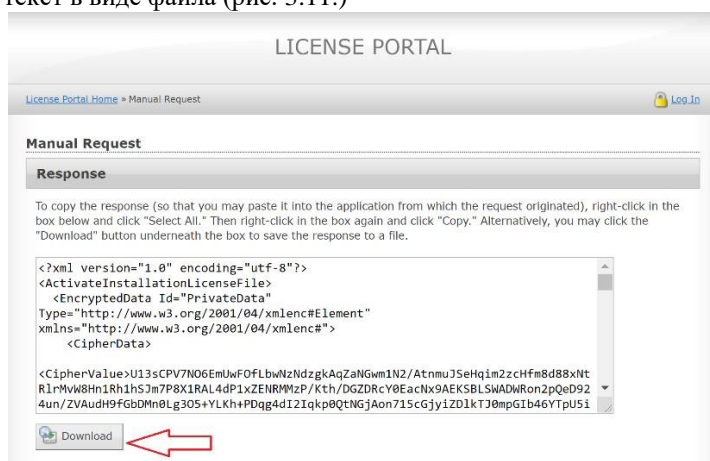 текст в виде файла (рис. 3.11.)
LICENSE PORTAL
License Portal Home » Manual Request
Log In
Manual Request
Response
To copy the response (so that you may paste it into the application from which the request originated), right-click in the
box below and click "Select All." Then right-click in the box again and click "Copy." Alternatively, you may click the
"Download" button underneath the box to save the response to a file.
<?xml version="1.0" encoding="utf-8"?>
<ActivateInstallationLicenseFile>
<EncryptedData Id="PrivateData"
Type="http://www.w3.org/2001/04/xmlenc#Element"
xmlns="http://www.w3.org/2001/04/xmlenc#">
<CipherData>
<CipherValue>U13sCPV7NO6EmUwFOfLbwNzNdzgkAqZaNGwm1N2/AtnmuJSeHqim2zcHfm8d88xNt
RlrMvW8Hn1Rh1hSJm7P8X1RAL4dP1xZENRMMzP/Kth/DGZDRcY0EacNx9AEKSBLSWADWRon2pQeD92
4un/ZVAudH9fGbDMn0Lg3O5+YLKh+PDqg4dI2Iqkp0QtNGjAon715cGjyiZDlkTJ0mpGIb46YTpU5i
Download